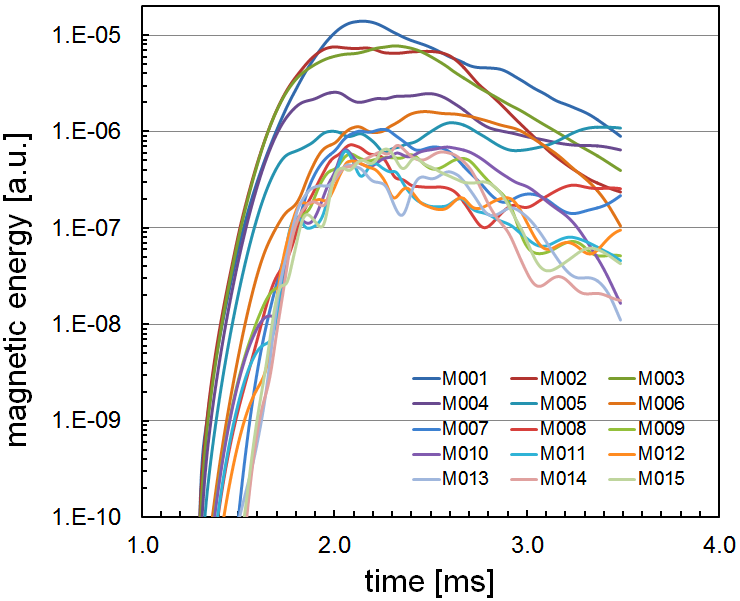 magnetic energy [a.u.]
1.E-05
1.E-06
1.E-07
1.E-08
1.E-09
1.E-10
M001 M002 M003
M004 M005 M006
M007 M008 M009
M010 M011 M012
M013 M014 M015
1.0 2.0 3.0 4.0
time [ms]